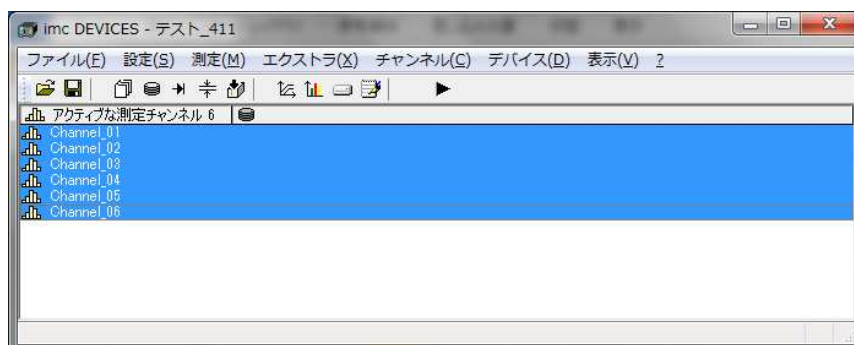 imc DEVICES - テスト_411
ファイル(F) 設定(S) 測定(M) エクストラ(X) チャンネル(C) デバイス(D) 表示(V) ?
アクティブな測定チャンネル 6
Channel_01
Channel_02
Channel_03
Channel_04
Channel_05
Channel_06